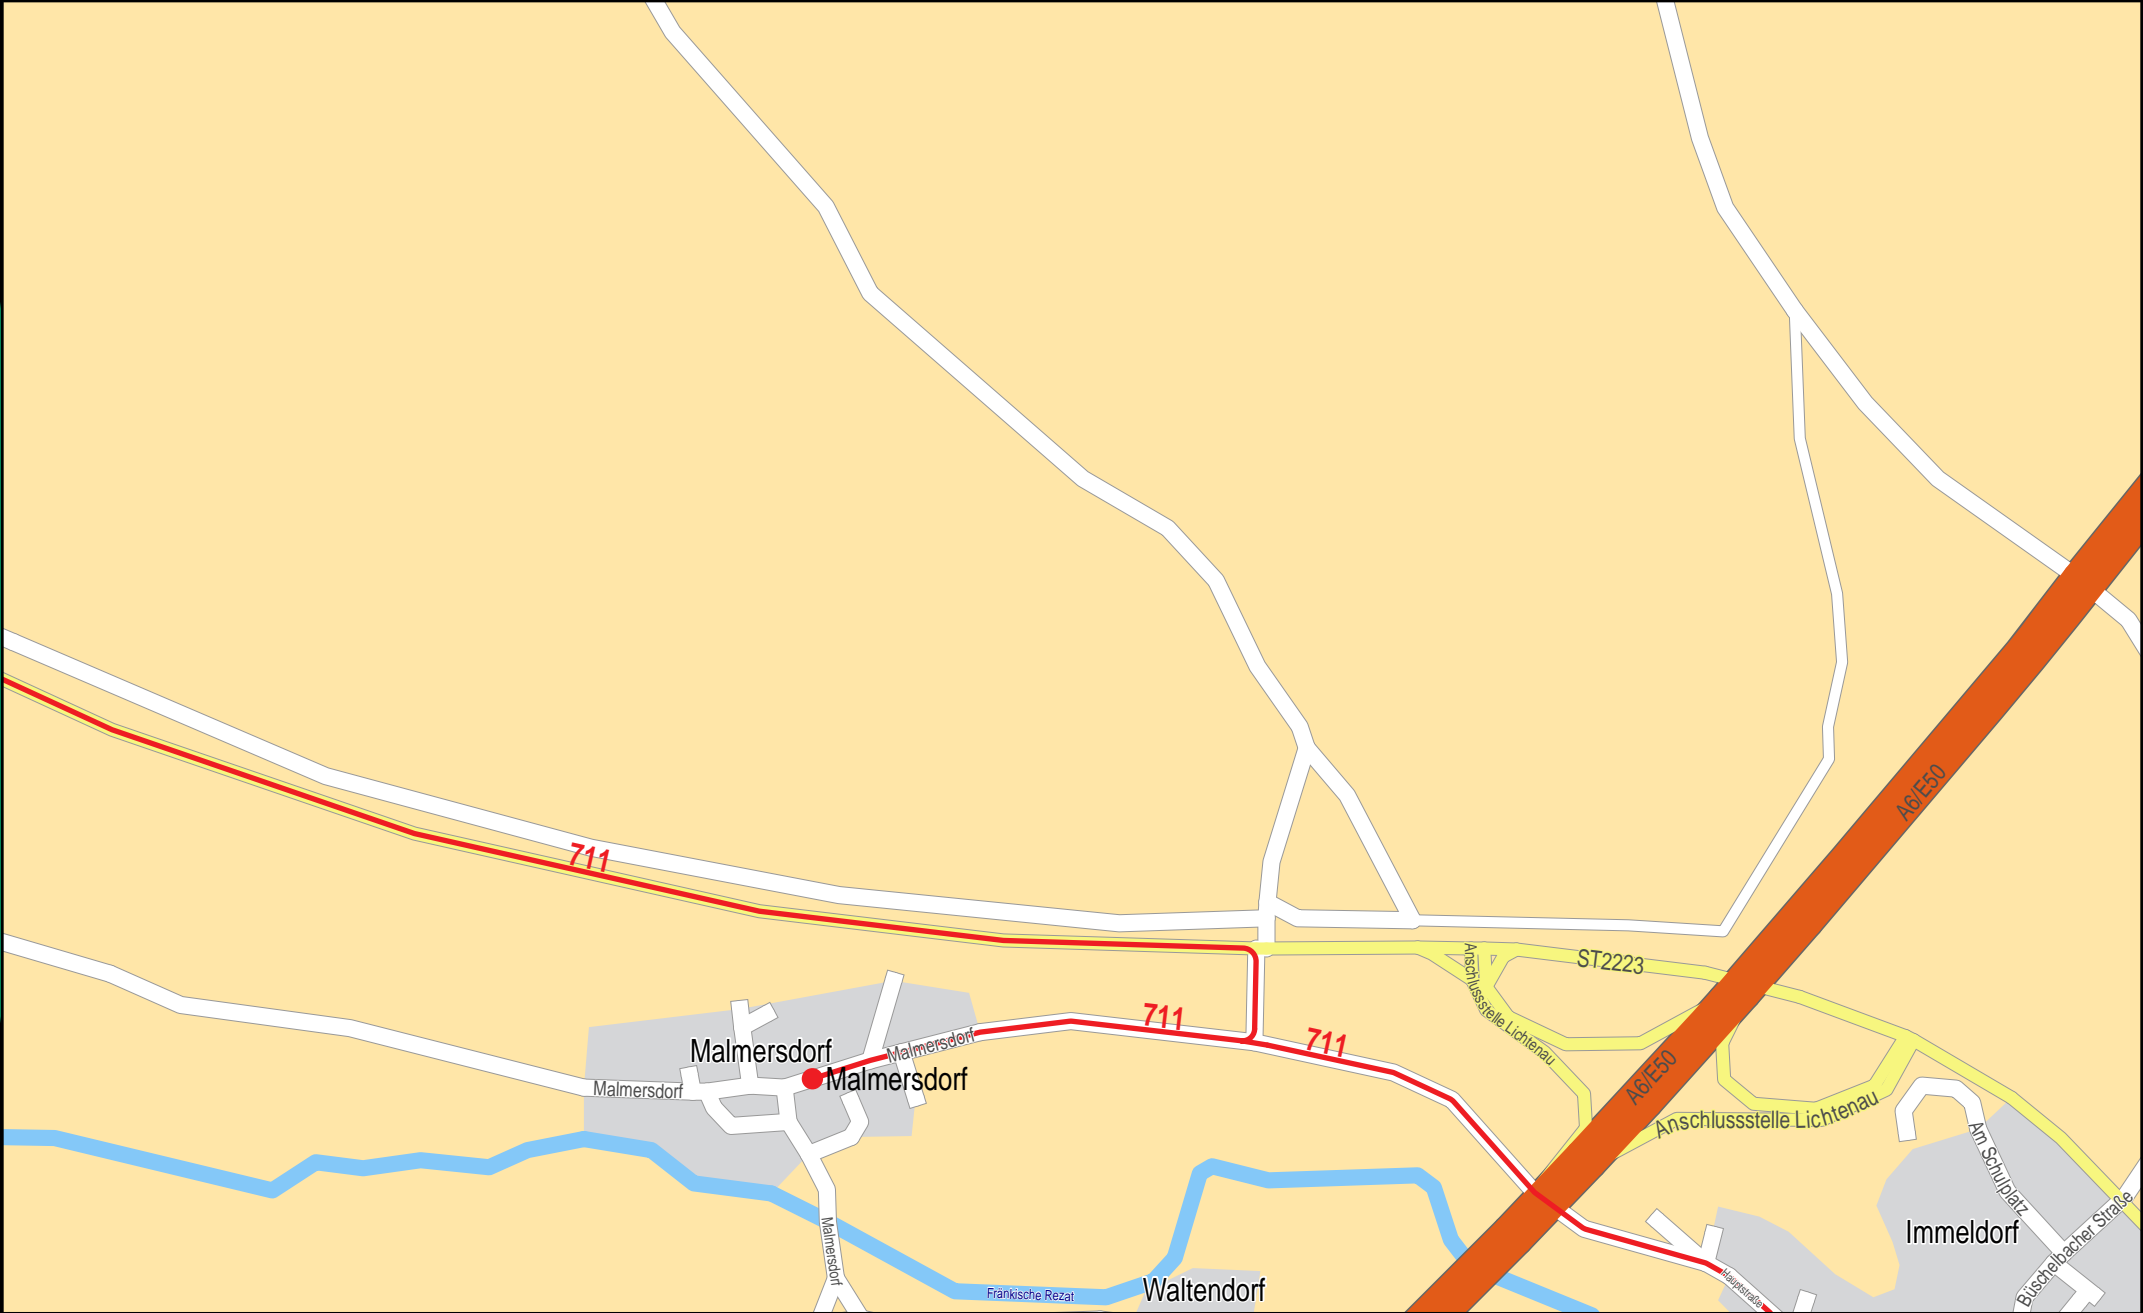 A6/E50
711
ST2223
Anschlussstelle Lichtenau
711
711
Malmersdorf
Malmersdorf
Malmersdorf
Malmersdorf
A6/E50
Anschlussstelle Lichtenau
Am Schulplatz
Malmersdorf
Immeldorf
Büschelbacher Straße
Hauptstraße
Waltendorf
Fränkische Rezat